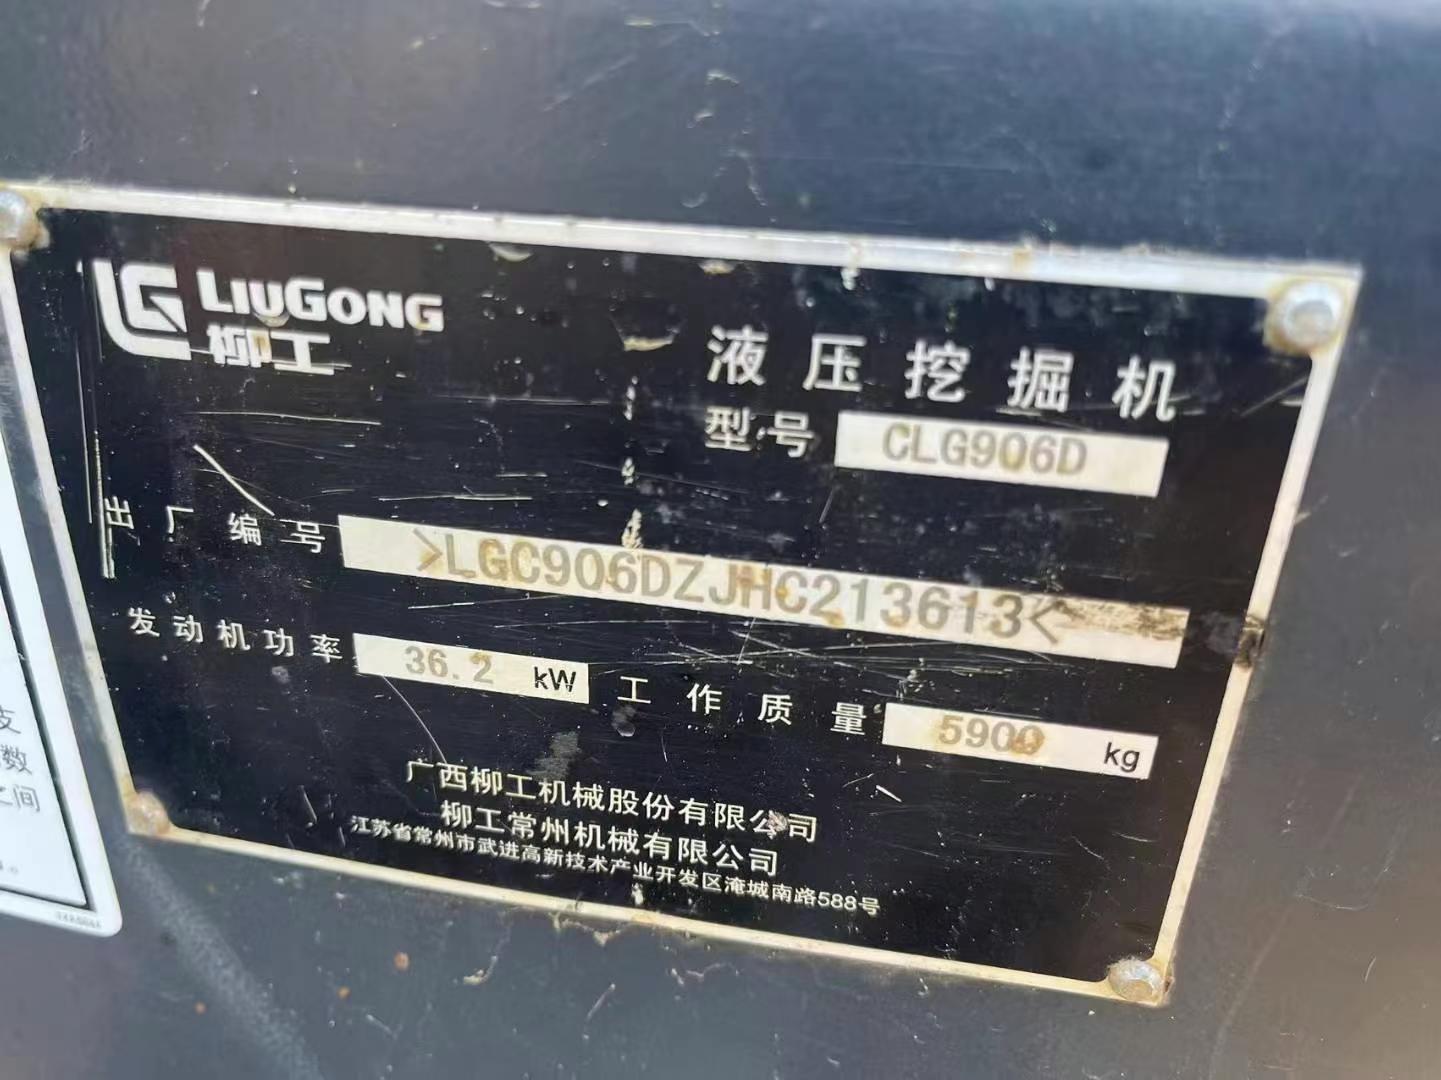 LIUGONG
柳工
液压挖掘机
型号 CLG906D
出厂编号 >LGC906DZJHC213613<
发动机功率 36.2 kW 工作质量 5900 kg
广西柳工机械股份有限公司
柳工常州机械有限公司
江苏省常州市武进高新技术产业开发区淹城南路588号
支
数
之间